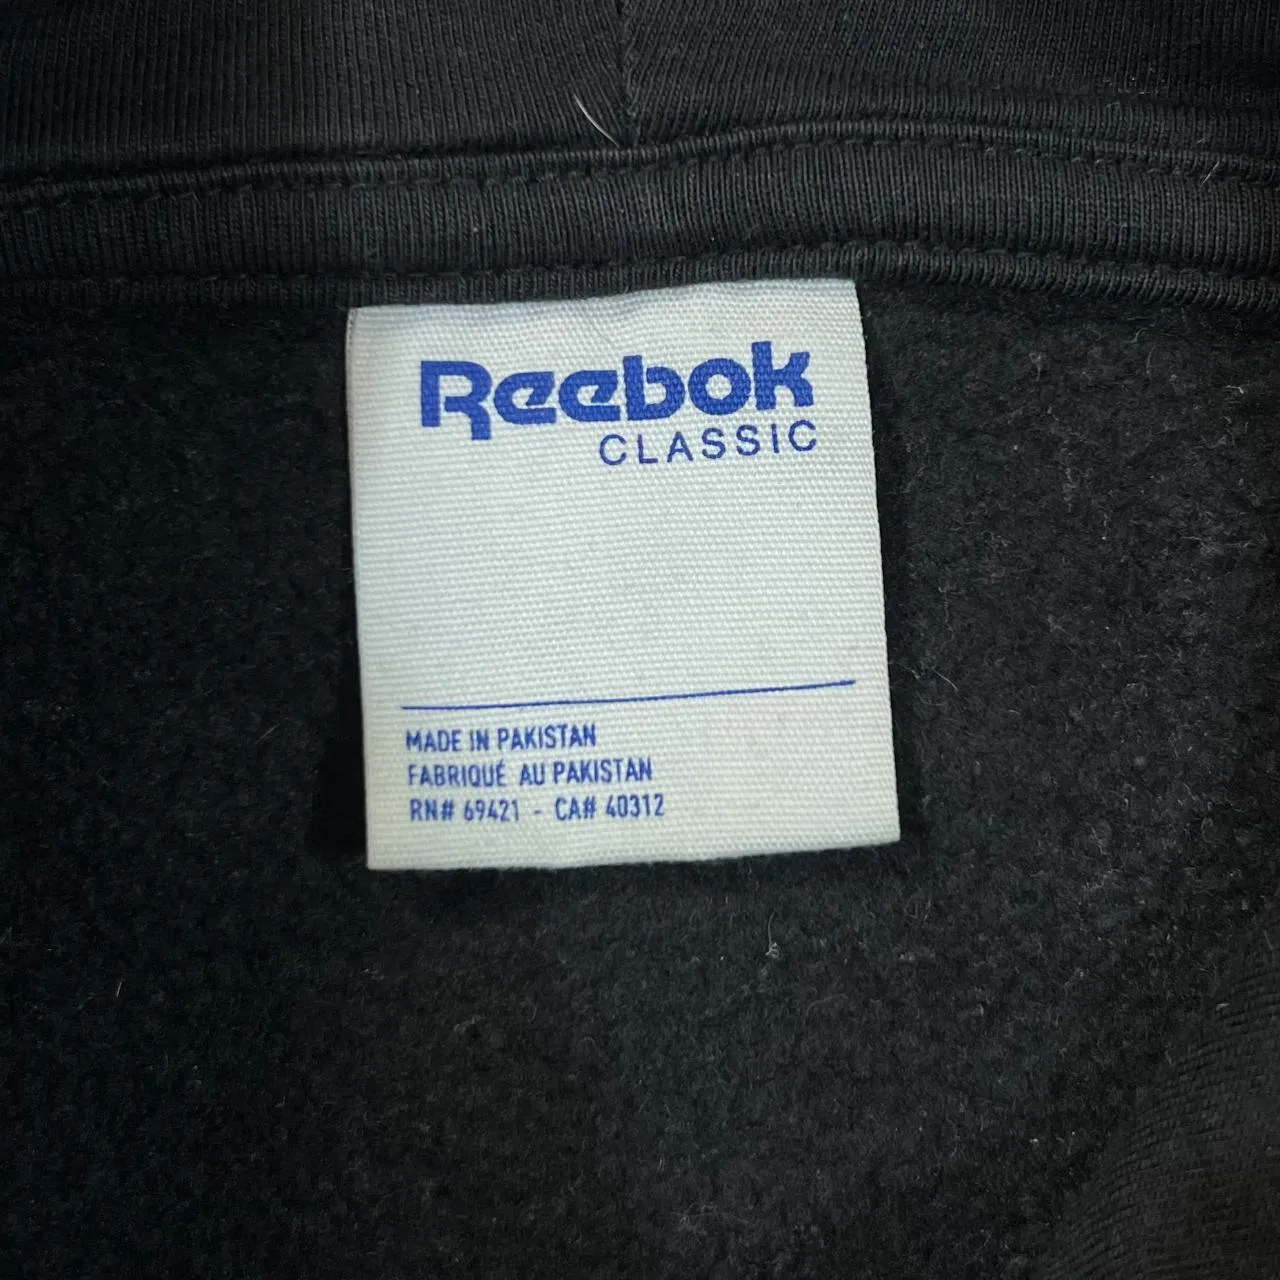 Reebok
CLASSIC
MADE IN PAKISTAN
FABRIQUÉ AU PAKISTAN
RN# 69421 - CA# 40312